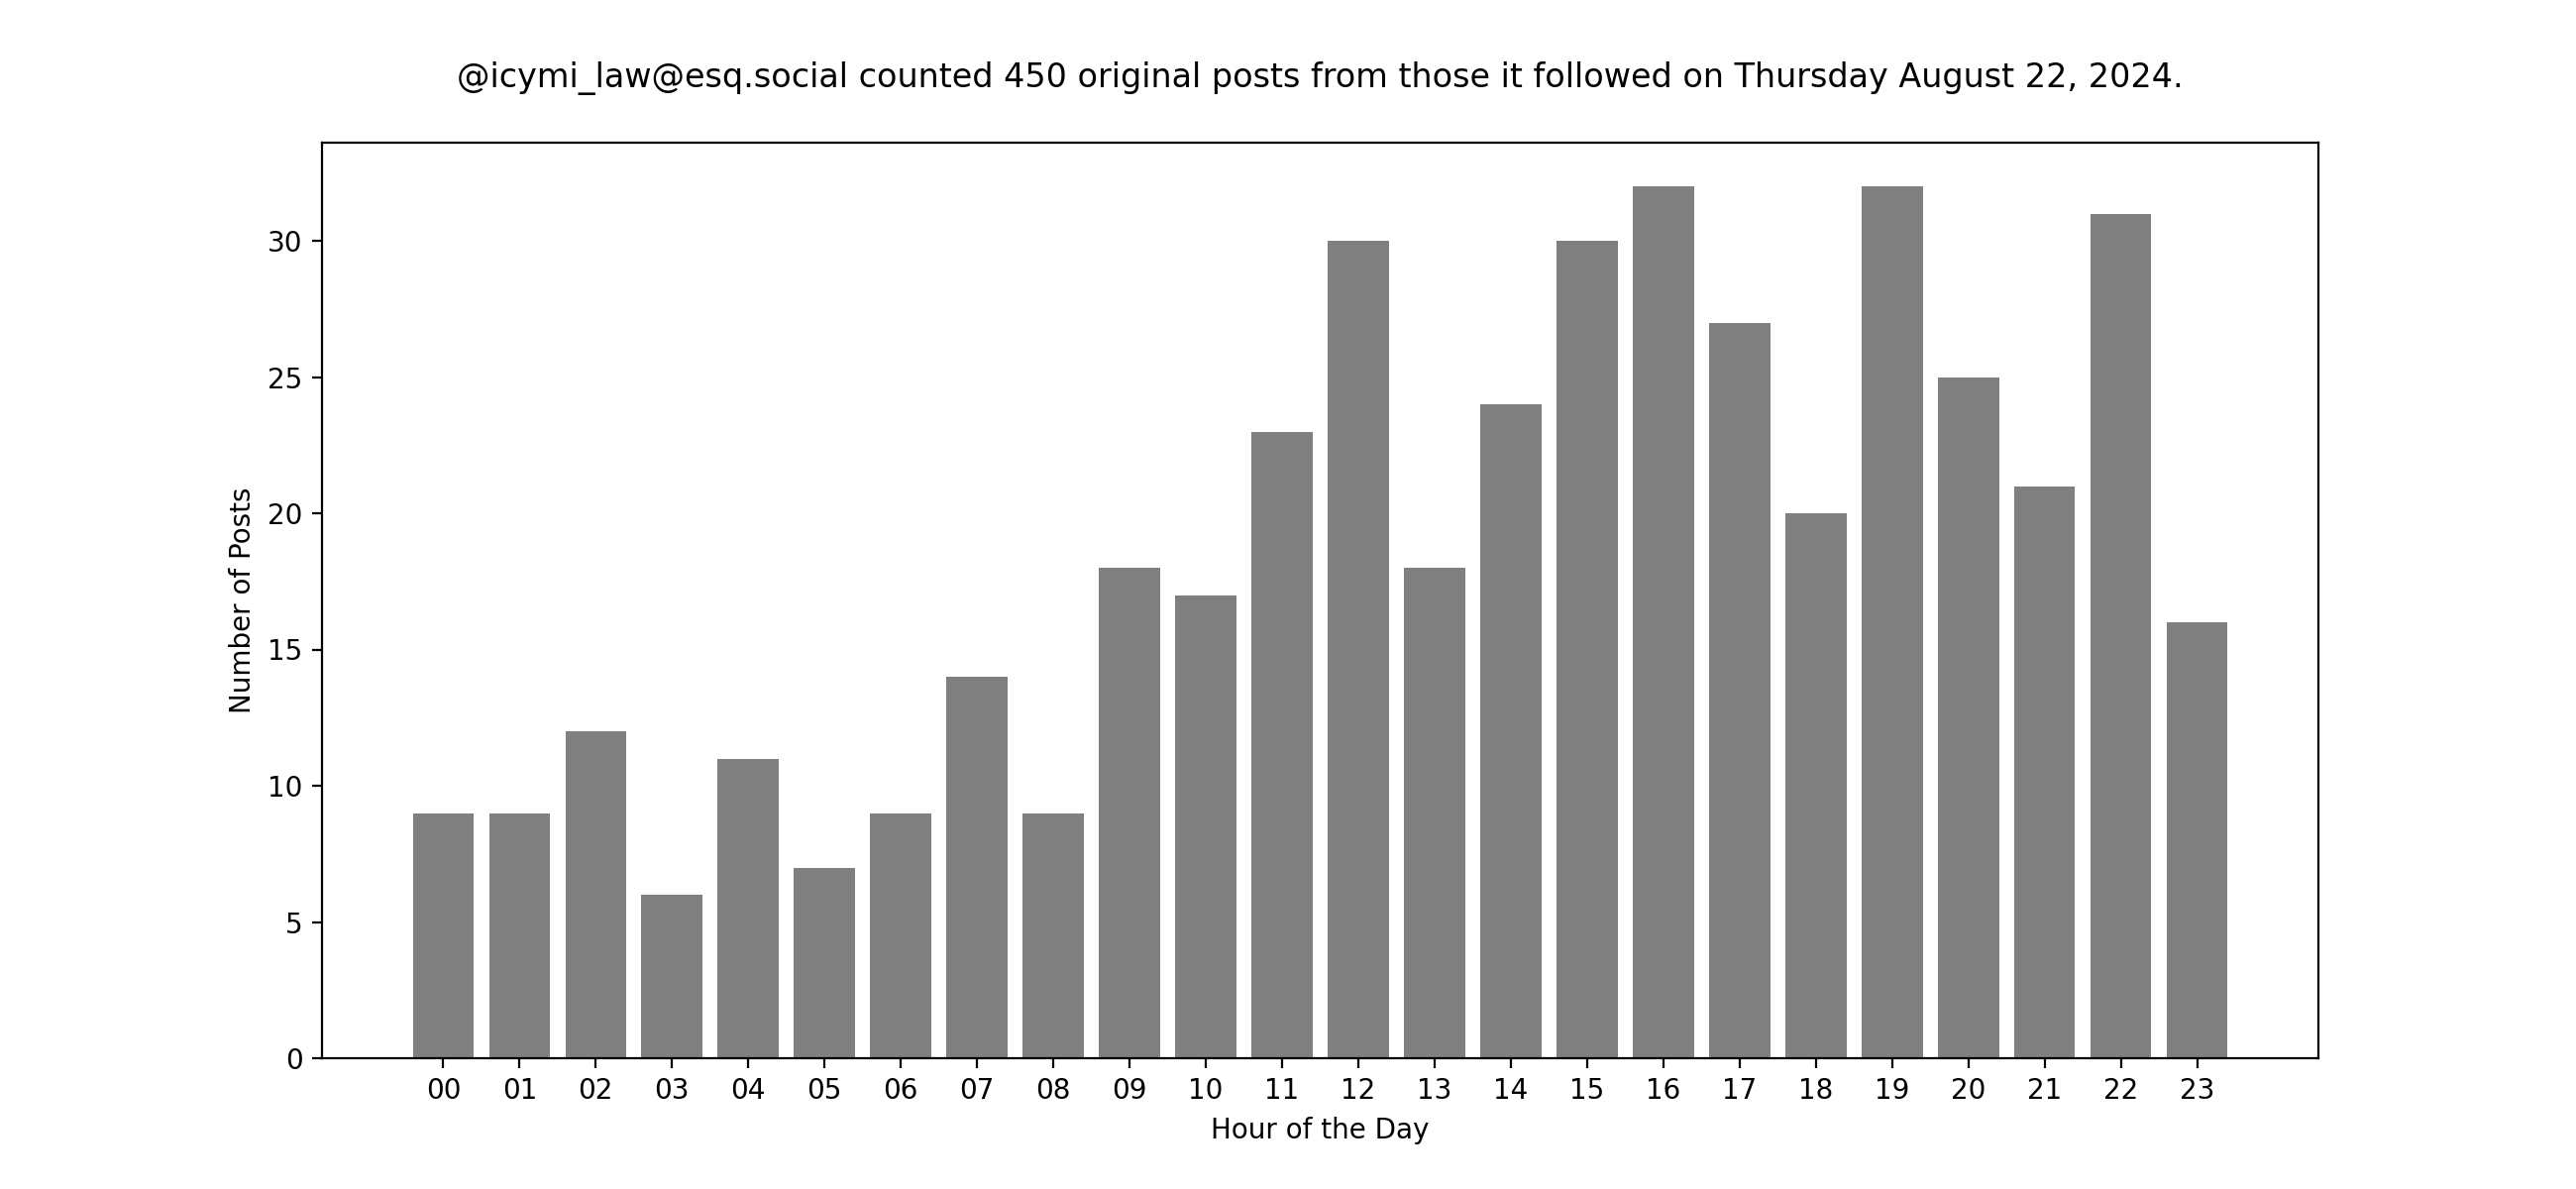 @icymi_law@esq.social counted 450 original posts from those it followed on Thursday August 22, 2024.
30
25
20
15
10
5
0
Number of Posts
00 01 02 03 04 05 06 07 08 09 10 11 12 13 14 15 16 17 18 19 20 21 22 23
Hour of the Day